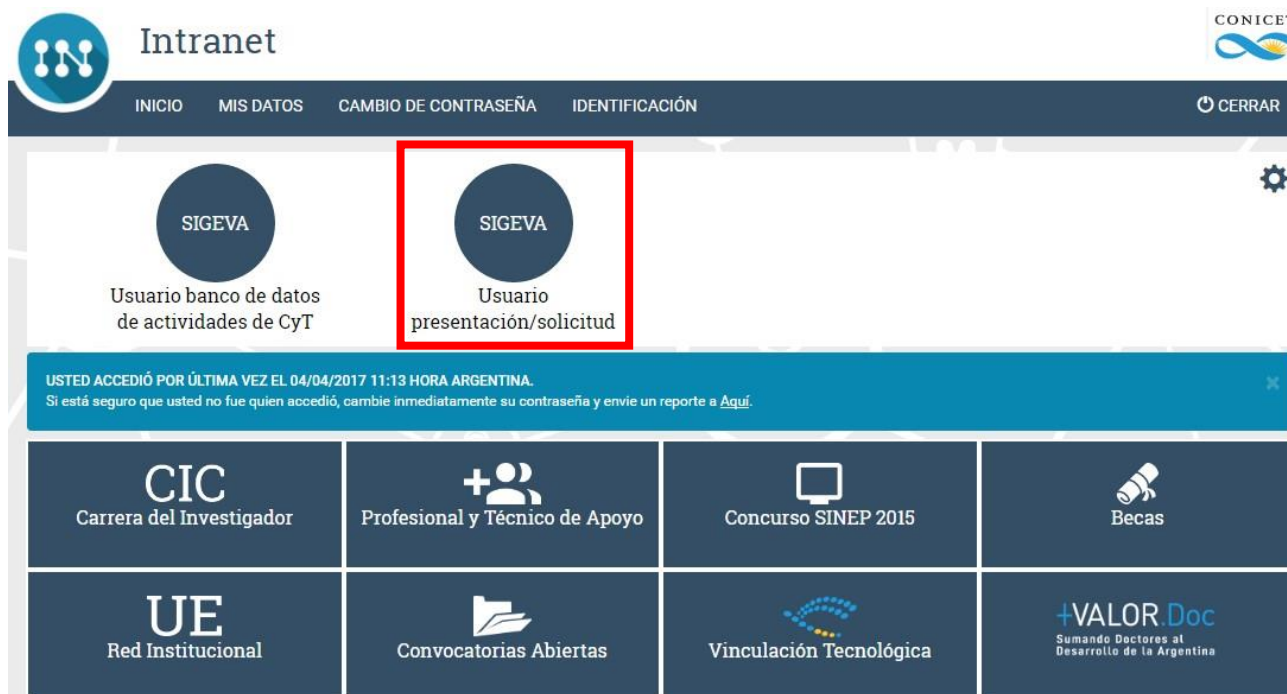 IN
Intranet
CONICET
INICIO MIS DATOS CAMBIO DE CONTRASEÑA IDENTIFICACIÓN CERRAR
SIGEVA
Usuario banco de datos
de actividades de CyT
SIGEVA
Usuario
presentación/solicitud
USTED ACCEDIÓ POR ÚLTIMA VEZ EL 04/04/2017 11:13 HORA ARGENTINA.
Si está seguro que usted no fue quien accedió, cambie inmediatamente su contraseña y envie un reporte a Aquí.
CIC
Carrera del Investigador
Profesional y Técnico de Apoyo
Concurso SINEP 2015
Becas
UE
Red Institucional
Convocatorias Abiertas
Vinculación Tecnológica
+VALOR.Doc
Sumando Doctores al
Desarrollo de la Argentina